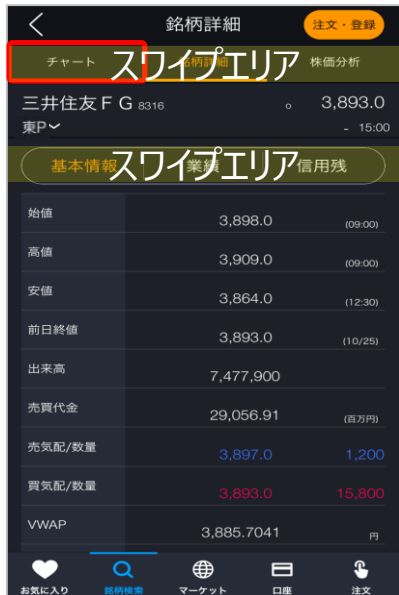 銘柄詳細
注文・登録
チャート
銘柄詳細
株価分析
スワイプエリア
三井住友ＦＧ 8316
3,893.0
東P
- 15:00
基本情報
業績
信用残
スワイプエリア
始値 3,898.0 (09:00)
高値 3,909.0 (09:00)
安値 3,864.0 (12:30)
前日終値 3,893.0 (10/25)
出来高 7,477,900
売買代金 29,056.91 (百万円)
売気配/数量 3,897.0 1,200
買気配/数量 3,893.0 15,800
VWAP 3,885.7041 円
お気に入り 銘柄検索 マーケット 口座 注文